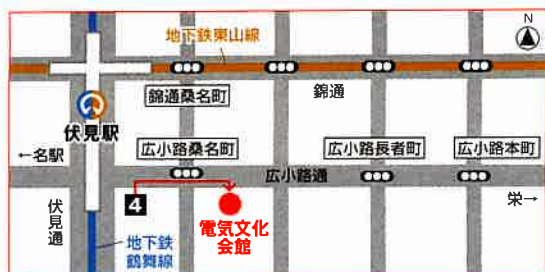 N
地下鉄東山線
錦通桑名町
錦通
伏見駅
←名駅
広小路桑名町
広小路長者町
広小路本町
広小路通
栄→
伏見通
4
電気文化
会館
地下鉄
鶴舞線